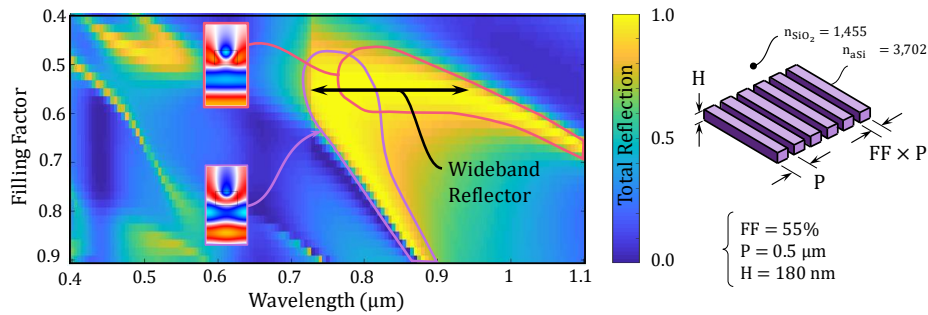 0.4
0.5
0.6
0.7
0.8
0.9
Filling Factor
0.4
0.5
0.6
0.7
0.8
0.9
1
1.1
Wavelength (μm)
Wideband
Reflector
1.0
0.5
0.0
Total Reflection
n_SiO₂ = 1,455
n_aSi = 3,702
H
P
FF × P
FF = 55%
P = 0.5 μm
H = 180 nm